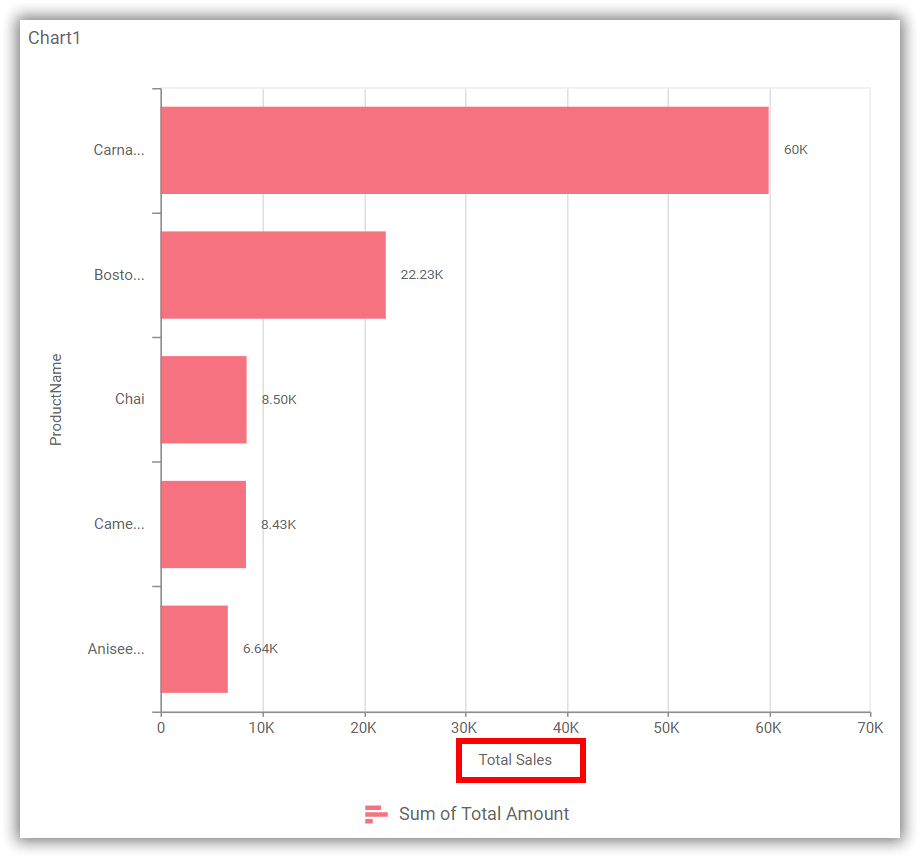 Chart1
Carna...
60K
Bosto...
22.23K
Chai
8.50K
Came...
8.43K
Anisee...
6.64K
ProductName
0 10K 20K 30K 40K 50K 60K 70K
Total Sales
Sum of Total Amount